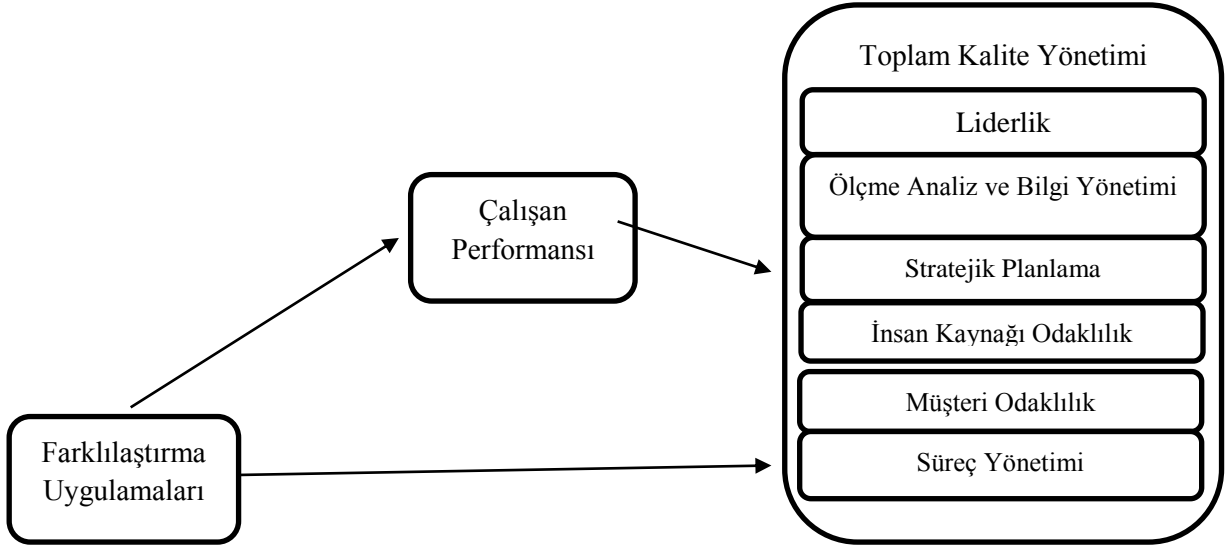 Toplam Kalite Yönetimi
Liderlik
Ölçme Analiz ve Bilgi Yönetimi
Stratejik Planlama
İnsan Kaynağı Odaklılık
Müşteri Odaklılık
Süreç Yönetimi
Çalışan
Performansı
Farklılaştırma
Uygulamaları